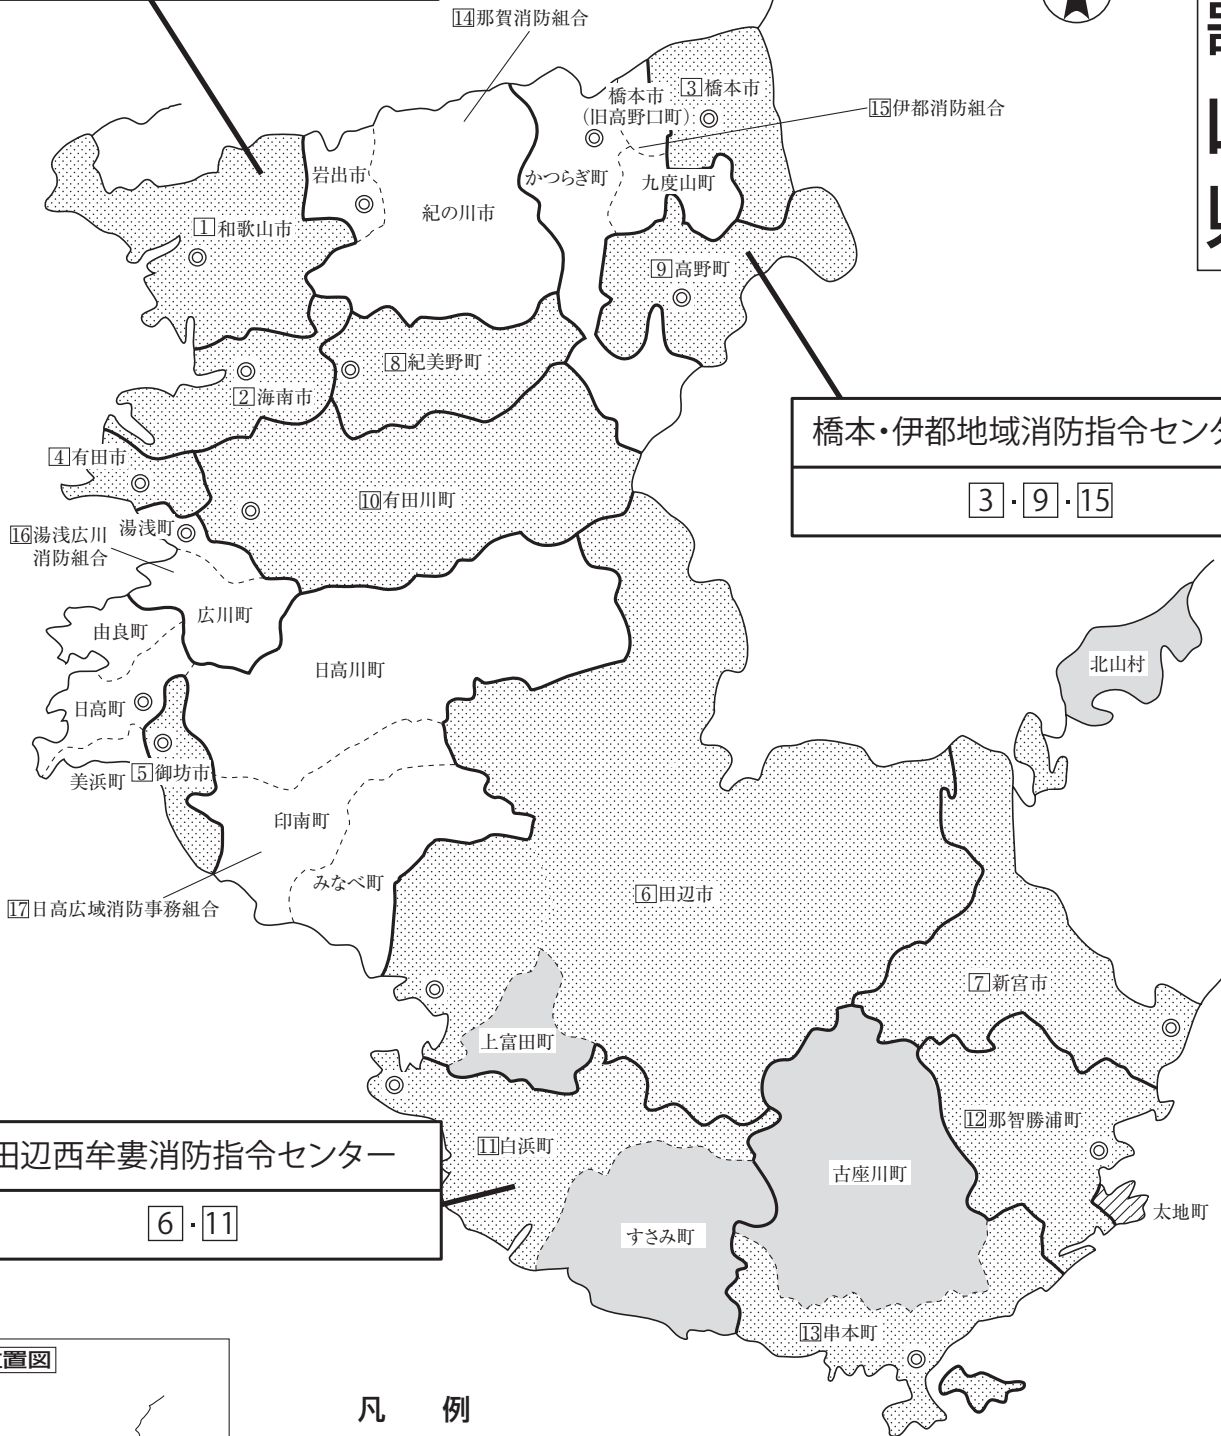 14那賀消防組合
橋本市
(旧高野口町)
3橋本市
15伊都消防組合
岩出市
かつらぎ町
九度山町
紀の川市
1和歌山市
9高野町
8紀美野町
2海南市
橋本・伊都地域消防指令センタ
3・9・15
4有田市
10有田川町
16湯浅広川
消防組合
湯浅町
広川町
由良町
日高川町
北山村
日高町
5御坊市
美浜町
印南町
みなべ町
6田辺市
17日高広域消防事務組合
7新宮市
上富田町
12那智勝浦町
田辺西牟婁消防指令センター
6・11
11白浜町
古座川町
太地町
すさみ町
13串本町
置図
凡 例
山